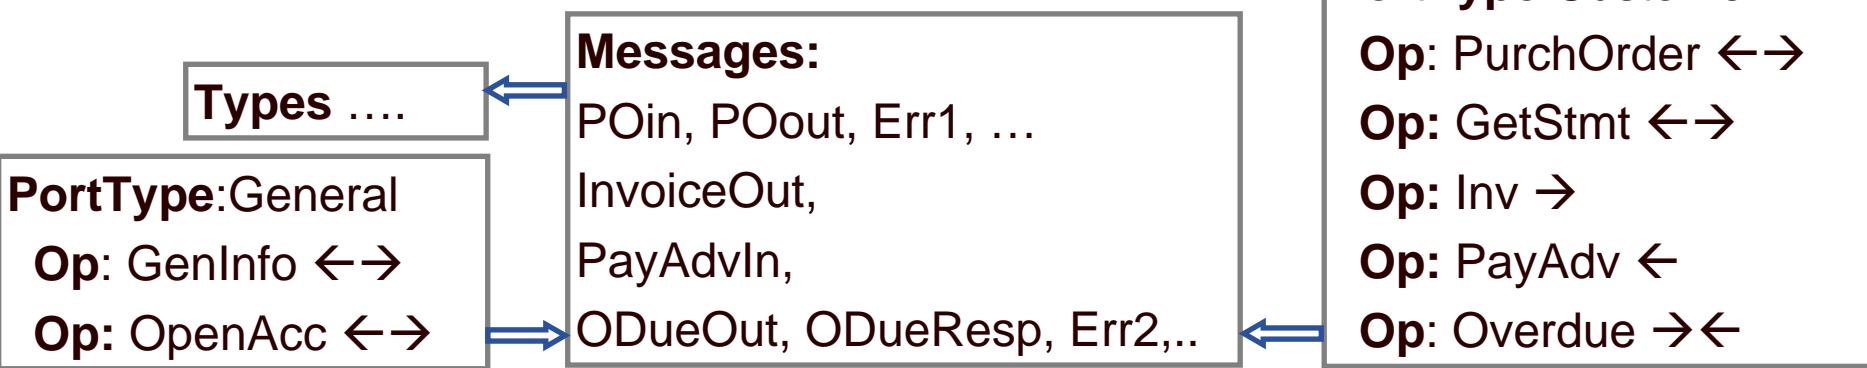 Types ....
PortType:General
Op: GenInfo ←→
Op: OpenAcc ←→
Messages:
POin, POout, Err1, …
InvoiceOut,
PayAdvIn,
ODueOut, ODueResp, Err2,..
Op: PurchOrder ←→
Op: GetStmt ←→
Op: Inv →
Op: PayAdv ←
Op: Overdue →←